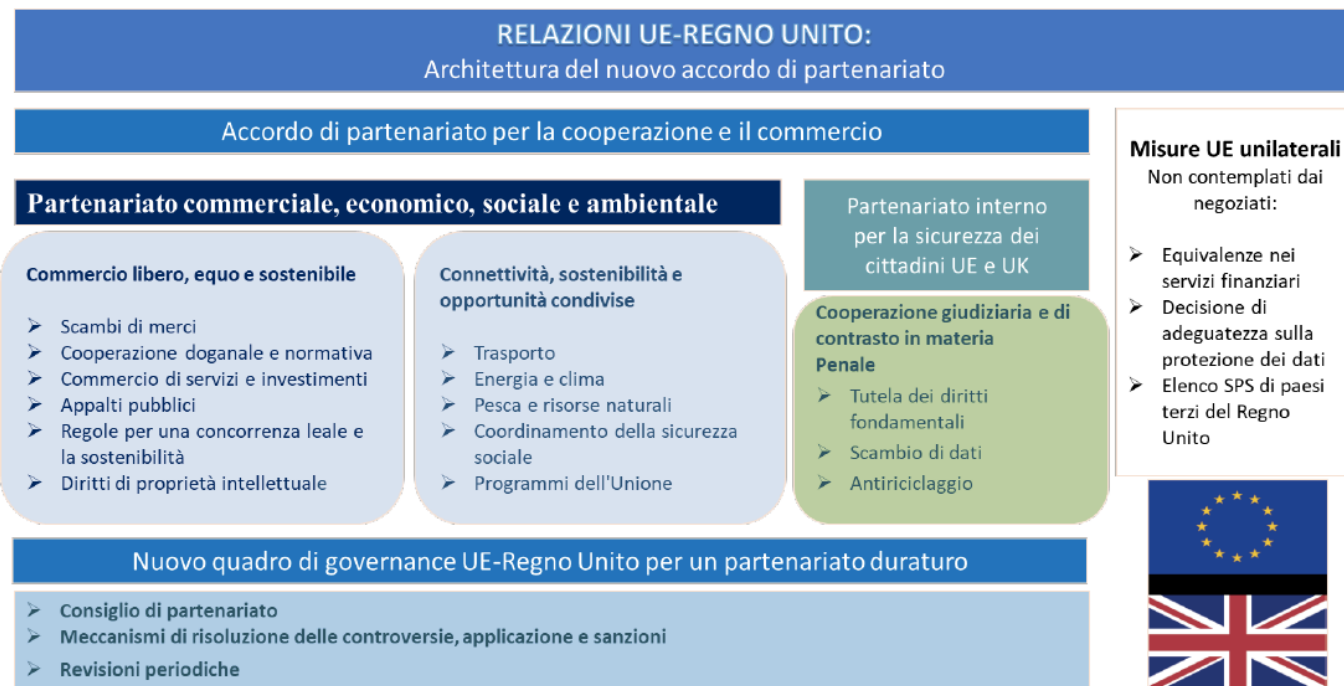 RELAZIONI UE-REGNO UNITO:
Architettura del nuovo accordo di partenariato
Accordo di partenariato per la cooperazione e il commercio
Partenariato commerciale, economico, sociale e ambientale
Commercio libero, equo e sostenibile
➢ Scambi di merci
➢ Cooperazione doganale e normativa
➢ Commercio di servizi e investimenti
➢ Appalti pubblici
➢ Regole per una concorrenza leale e
la sostenibilità
➢ Diritti di proprietà intellettuale
Connettività, sostenibilità e
opportunità condivise
➢ Trasporto
➢ Energia e clima
➢ Pesca e risorse naturali
➢ Coordinamento della sicurezza
sociale
➢ Programmi dell'Unione
Partenariato interno
per la sicurezza dei
cittadini UE e UK
Cooperazione giudiziaria e di
contrasto in materia
Penale
➢ Tutela dei diritti
fondamentali
➢ Scambio di dati
➢ Antiriciclaggio
Misure UE unilaterali
Non contemplati dai
negoziati:
➢ Equivalenze nei
servizi finanziari
➢ Decisione di
adeguatezza sulla
protezione dei dati
➢ Elenco SPS di paesi
terzi del Regno
Unito
Nuovo quadro di governance UE-Regno Unito per un partenariato duraturo
➢ Consiglio di partenariato
➢ Meccanismi di risoluzione delle controversie, applicazione e sanzioni
➢ Revisioni periodiche